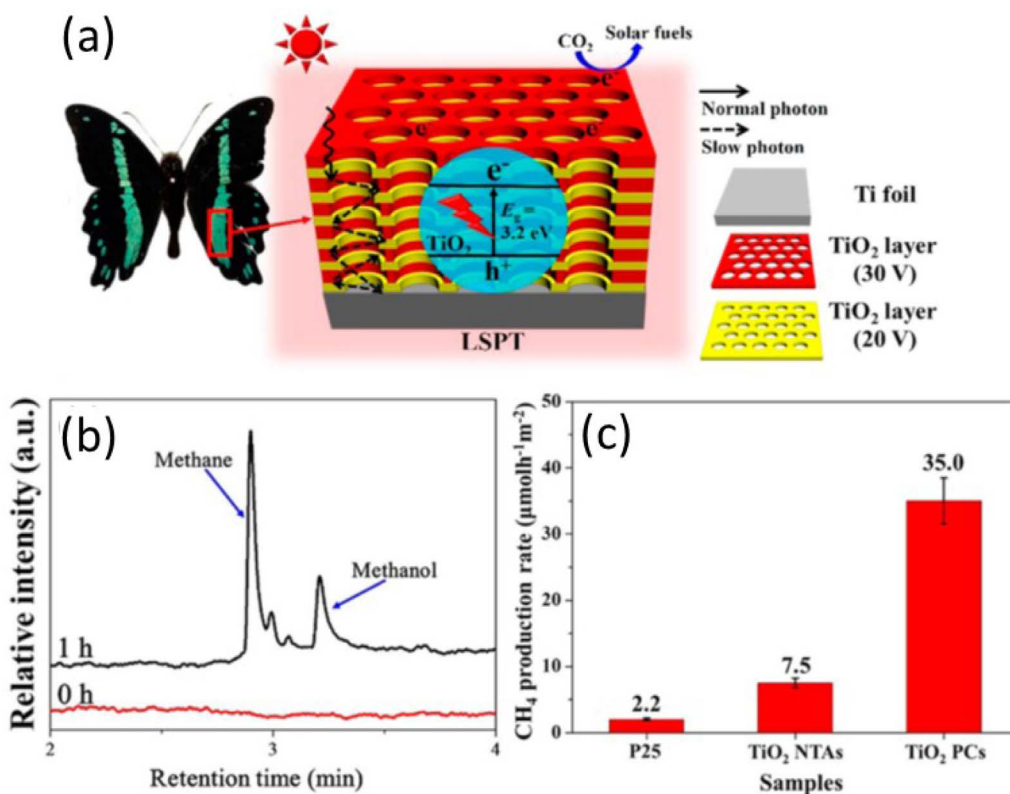 (a)
CO₂
Solar fuels
e⁻
e⁻
e⁻
e⁻
E_g =
3.2 eV
TiO₂
h⁺
LSPT
Normal photon
Slow photon
Ti foil
TiO₂ layer
(30 V)
TiO₂ layer
(20 V)
(b)
Relative intensity (a.u.)
Methane
Methanol
1 h
0 h
2
3
4
Retention time (min)
(c)
CH₄ production rate (μmolh⁻¹m⁻²)
50
40
30
20
10
0
2.2
7.5
35.0
P25
TiO₂ NTAs
TiO₂ PCs
Samples